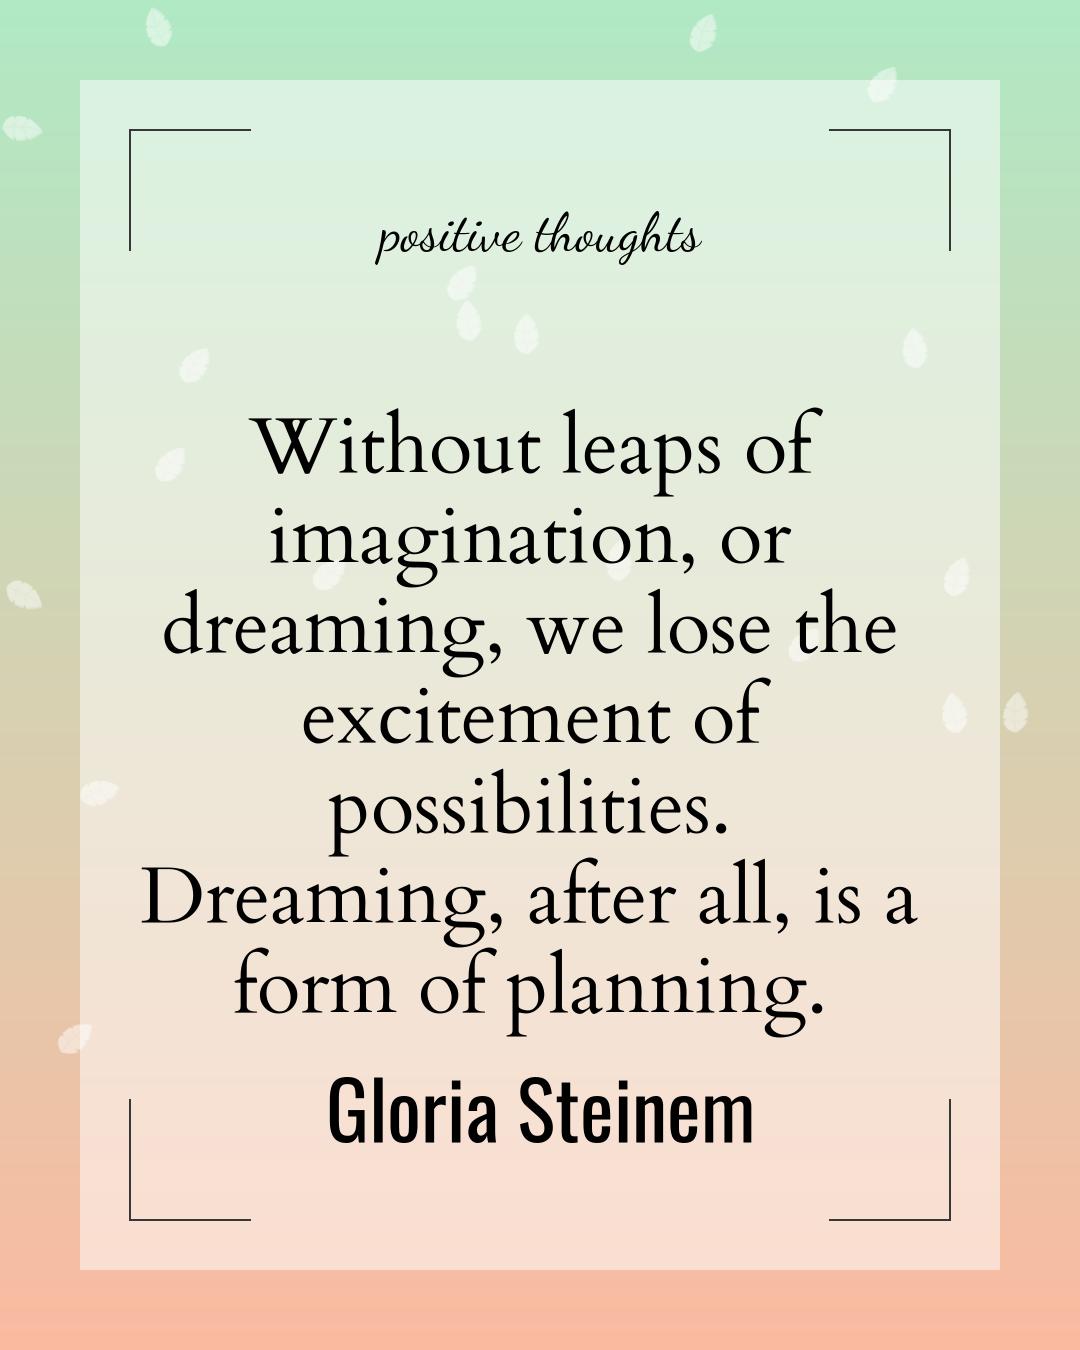 positive thoughts
Without leaps of
imagination, or
dreaming, we lose the
excitement of
possibilities.
Dreaming, after all, is a
form of planning.
Gloria Steinem